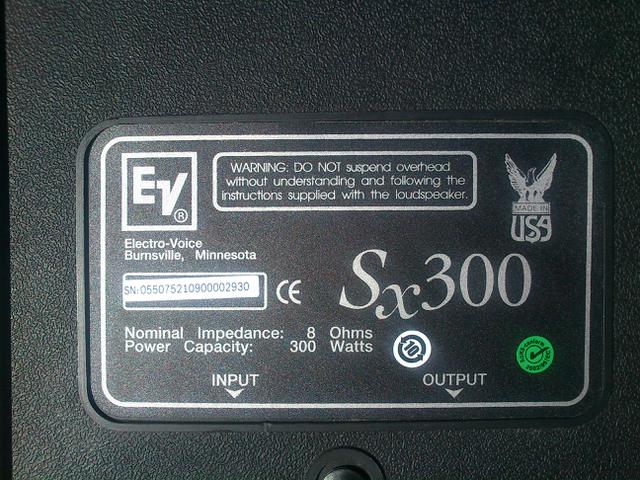 EV®
WARNING: DO NOT suspend overhead
without understanding and following the
instructions supplied with the loudspeaker.
MADE IN
USA
Electro-Voice
Burnsville, Minnesota
SN:055075210900002930
CE
Sx300
Nominal Impedance: 8 Ohms
Power Capacity: 300 Watts
INPUT
OUTPUT